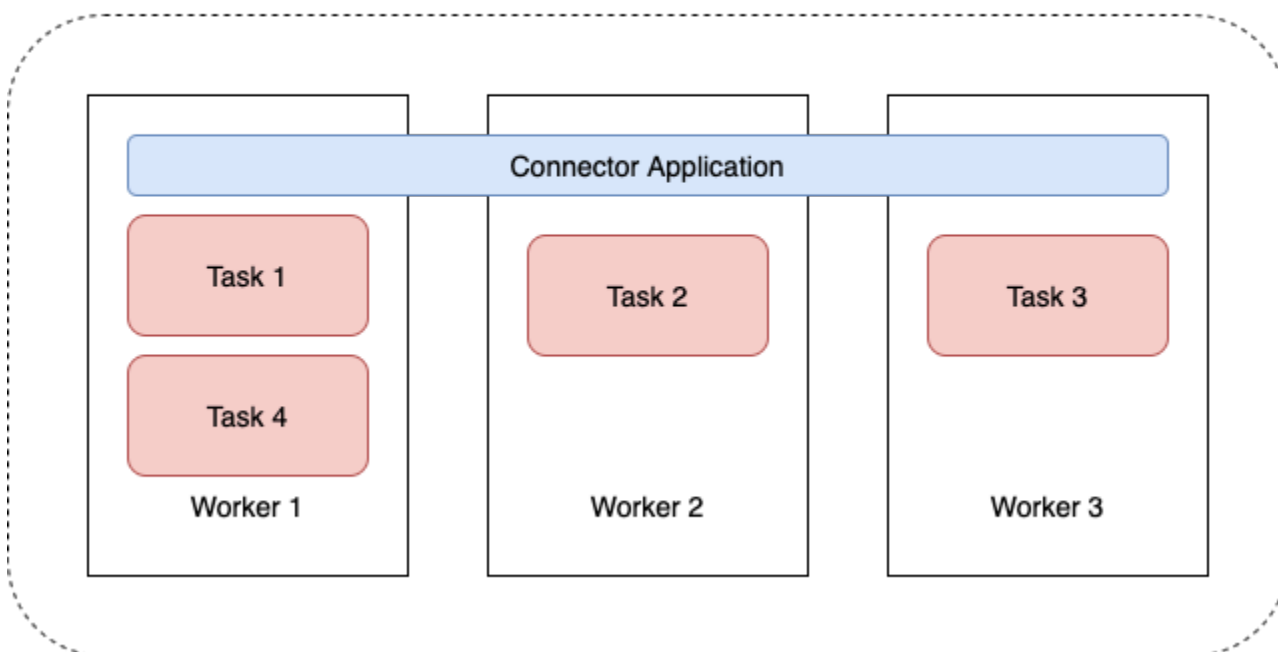 Connector Application
Task 1
Task 4
Worker 1
Task 2
Worker 2
Task 3
Worker 3